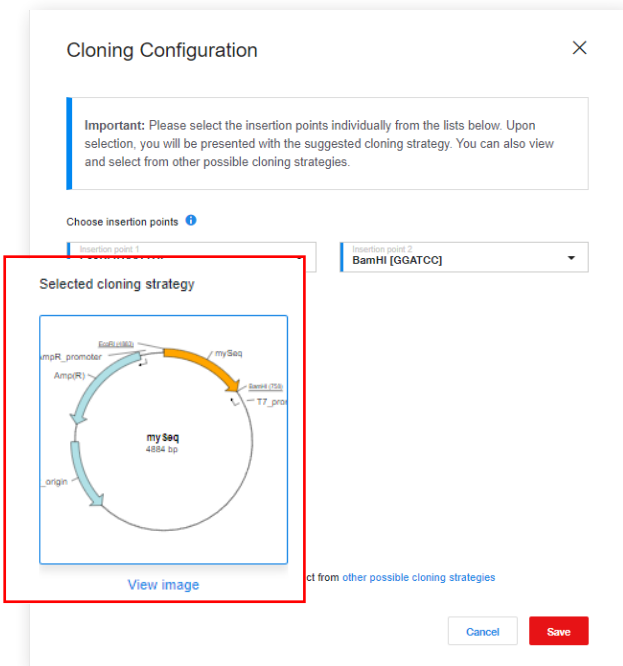 Cloning Configuration
Important: Please select the insertion points individually from the lists below. Upon
selection, you will be presented with the suggested cloning strategy. You can also view
and select from other possible cloning strategies.
Choose insertion points
Insertion point 1
Insertion point 2
BamHI [GGATCC]
Selected cloning strategy
mpR_promoter
mySeq
Amp(R)
BamHI (753)
T7_pro
mySeq
4884 bp
_origin
View image
ct from other possible cloning strategies
Cancel
Save